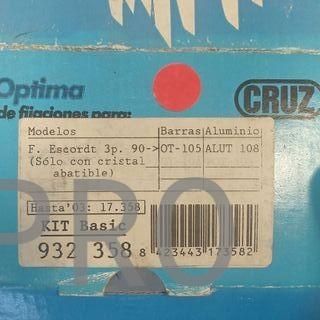 Optima
CRUZ
de fijaciones para:
Modelos Barras Aluminio
F. Escordt 3p. 90-> OT-105 ALUT 108
(Sólo con cristal
abatible)
Hasta'03: 17.358
KIT Basic
932 358
8 423443 173582
PRO